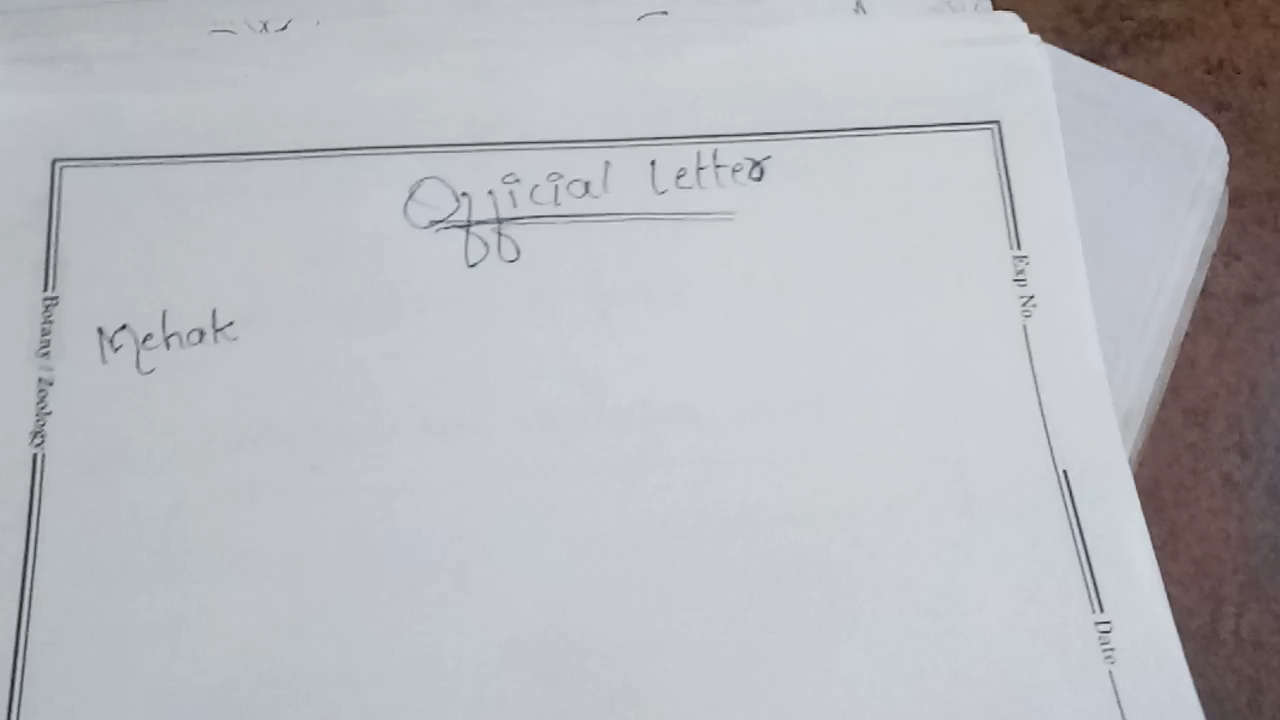 Official Letter
Mehak
Botany / Zoology
Exp No.
Date